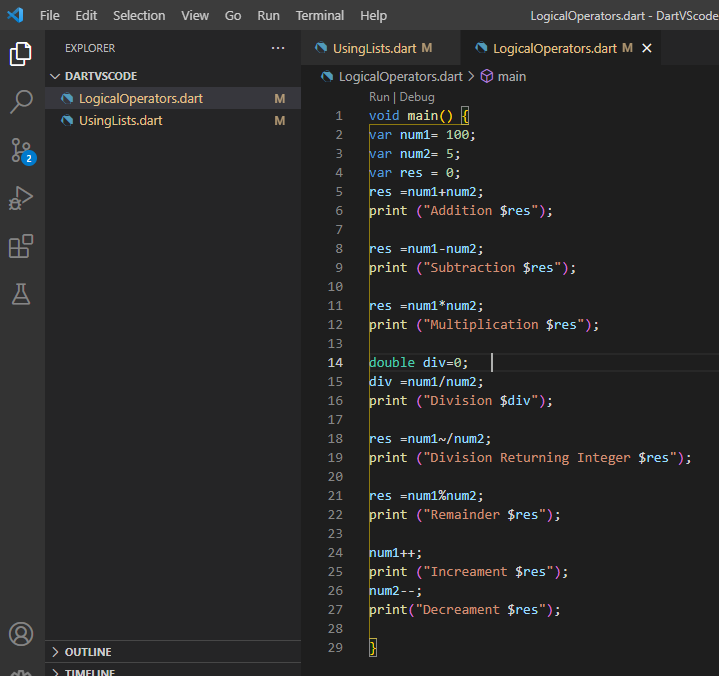 File Edit Selection View Go Run Terminal Help LogicalOperators.dart - DartVScode
EXPLORER
UsingLists.dart M LogicalOperators.dart M
DARTVSCODE
LogicalOperators.dart M
UsingLists.dart M
2
OUTLINE
TIMELINE
LogicalOperators.dart > main
Run | Debug
1 void main() {
2 var num1= 100;
3 var num2= 5;
4 var res = 0;
5 res =num1+num2;
6 print ("Addition $res");
7
8 res =num1-num2;
9 print ("Subtraction $res");
10
11 res =num1*num2;
12 print ("Multiplication $res");
13
14 double div=0;
15 div =num1/num2;
16 print ("Division $div");
17
18 res =num1~/num2;
19 print ("Division Returning Integer $res");
20
21 res =num1%num2;
22 print ("Remainder $res");
23
24 num1++;
25 print ("Increament $res");
26 num2--;
27 print("Decreament $res");
28
29 }